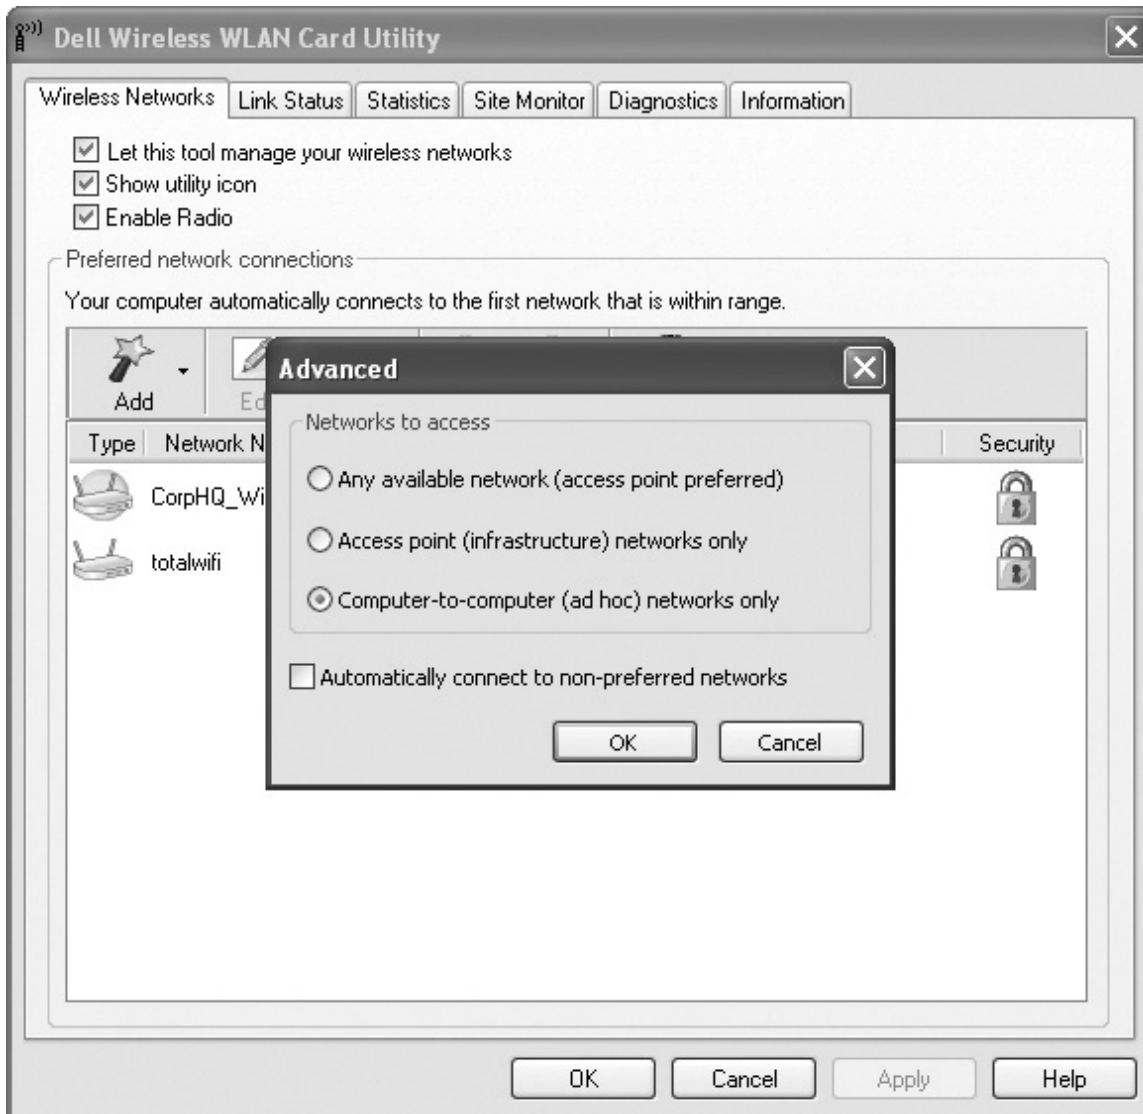 Dell Wireless WLAN Card Utility
Wireless Networks Link Status Statistics Site Monitor Diagnostics Information
Let this tool manage your wireless networks
Show utility icon
Enable Radio
Preferred network connections
Your computer automatically connects to the first network that is within range.
Add Ed
Type Network N Security
CorpHQ_Wi
totalwifi
Advanced
Networks to access
Any available network (access point preferred)
Access point (infrastructure) networks only
Computer-to-computer (ad hoc) networks only
Automatically connect to non-preferred networks
OK Cancel
OK Cancel Apply Help